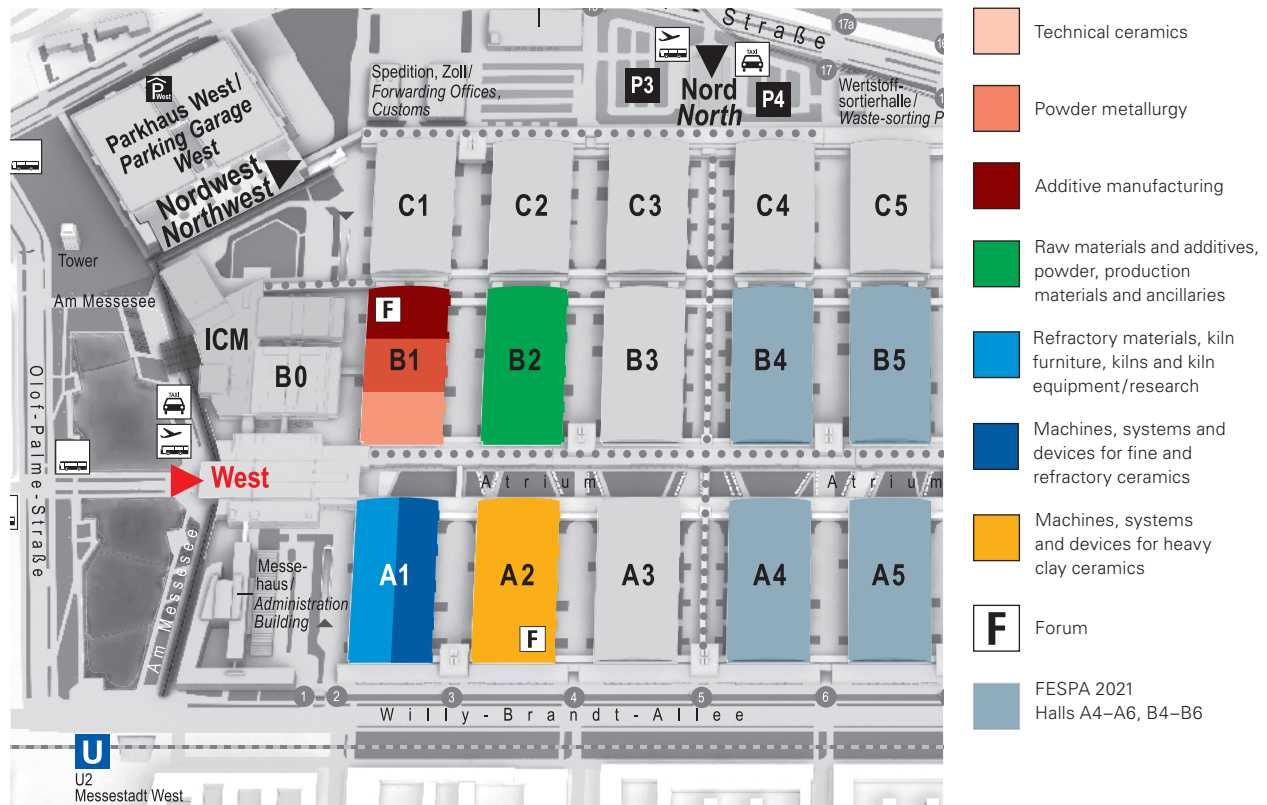 Straße
17a
17
Spedition, Zoll/
Forwarding Offices,
Customs
P3
Nord
North
TAXI
P4
Wertstoff-
sortierhalle/
Waste-sorting P
P
West
Parkhaus West/
Parking Garage
West
Nordwest
Northwest
C1
C2
C3
C4
C5
Tower
Am Messesee
ICM
B0
F
B1
B2
B3
B4
B5
TAXI
Olof-Palme-Straße
West
Atrium
Atrium
Am Messesee
Messe-
haus/
Administration
Building
A1
A2
F
A3
A4
A5
1
2
3
4
5
6
Willy-Brandt-Allee
U
U2
Messestadt West
Technical ceramics
Powder metallurgy
Additive manufacturing
Raw materials and additives,
powder, production
materials and ancillaries
Refractory materials, kiln
furniture, kilns and kiln
equipment/research
Machines, systems and
devices for fine and
refractory ceramics
Machines, systems
and devices for heavy
clay ceramics
F
Forum
FESPA 2021
Halls A4–A6, B4–B6